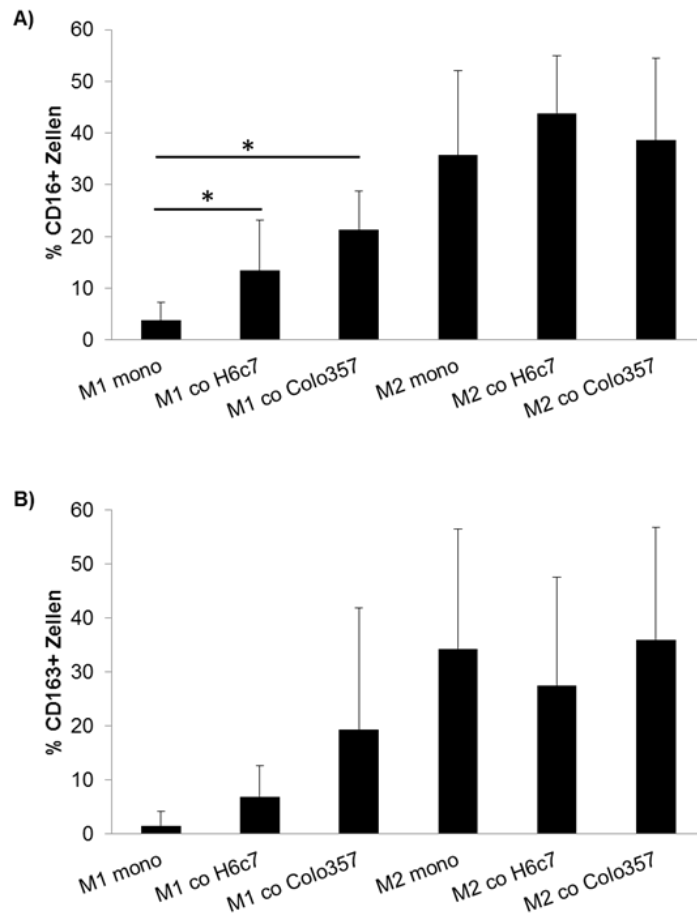 A)
% CD16+ Zellen
60
50
40
30
20
10
0
*
*
M1 mono
M1 co H6c7
M1 co Colo357
M2 mono
M2 co H6c7
M2 co Colo357
B)
% CD163+ Zellen
60
50
40
30
20
10
0
M1 mono
M1 co H6c7
M1 co Colo357
M2 mono
M2 co H6c7
M2 co Colo357